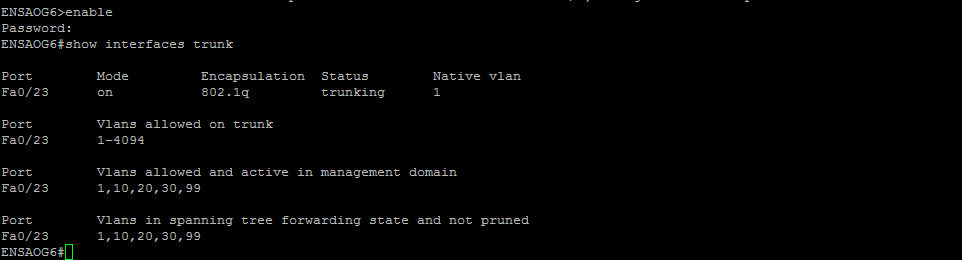 ENSAOG6>enable
Password:
ENSAOG6#show interfaces trunk
Port        Mode         Encapsulation  Status        Native vlan
Fa0/23      on           802.1q         trunking      1
Port        Vlans allowed on trunk
Fa0/23      1-4094
Port        Vlans allowed and active in management domain
Fa0/23      1,10,20,30,99
Port        Vlans in spanning tree forwarding state and not pruned
Fa0/23      1,10,20,30,99
ENSAOG6#